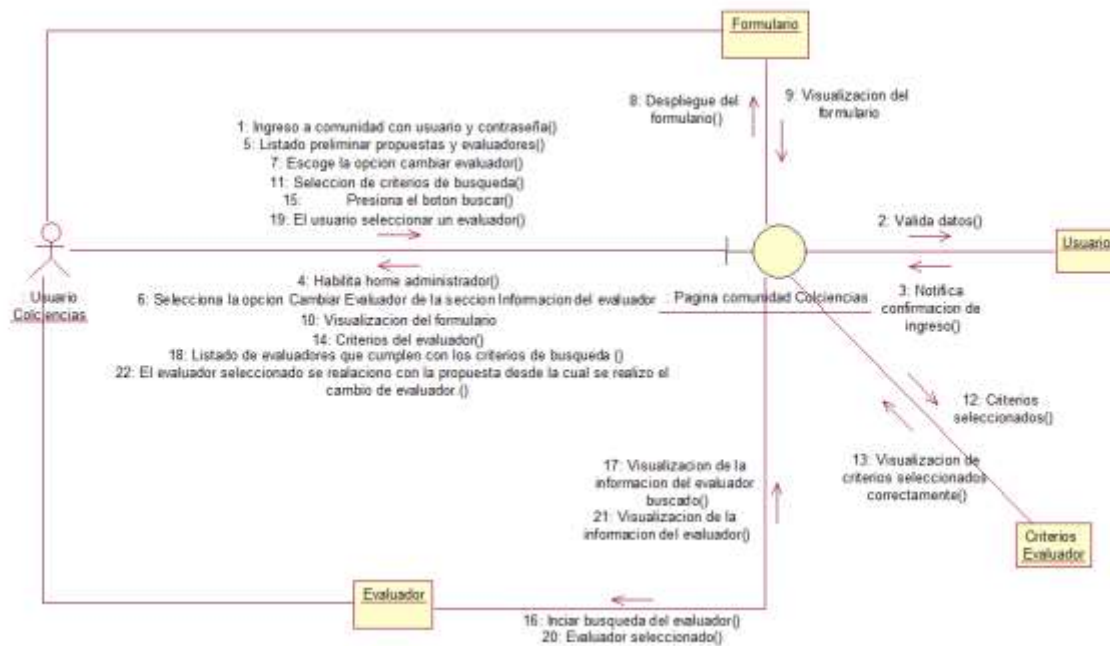 Formulario
8: Despliegue del
formulario()
9: Visualizacion del
formulario
1: Ingreso a comunidad con usuario y contraseña()
5: Listado preliminar propuestas y evaluadores()
7: Escoge la opcion cambiar evaluador()
11: Seleccion de criterios de busqueda()
15: Presiona el boton buscar()
19: El usuario seleccionar un evaluador()
2: Valida datos()
Usuario
Usuario
Colciencias
4: Habilita home administrador()
6: Selecciona la opcion Cambiar Evaluador de la seccion Informacion del evaluador
10: Visualizacion del formulario
14: Criterios del evaluador()
18: Listado de evaluadores que cumplen con los criterios de busqueda ()
22: El evaluador seleccionado se realaciono con la propuesta desde la cual se realizo el
cambio de evaluador.()
: Pagina comunidad Colciencias
3: Notifica
confirmacion de
ingreso()
12: Criterios
seleccionados()
13: Visualizacion de
criterios seleccionados
correctamente()
17: Visualizacion de la
informacion del evaluador
buscado()
21: Visualizacion de la
informacion del evaluador()
Criterios
Evaluador
Evaluador
16: Inciar busqueda del evaluador()
20: Evaluador seleccionado()